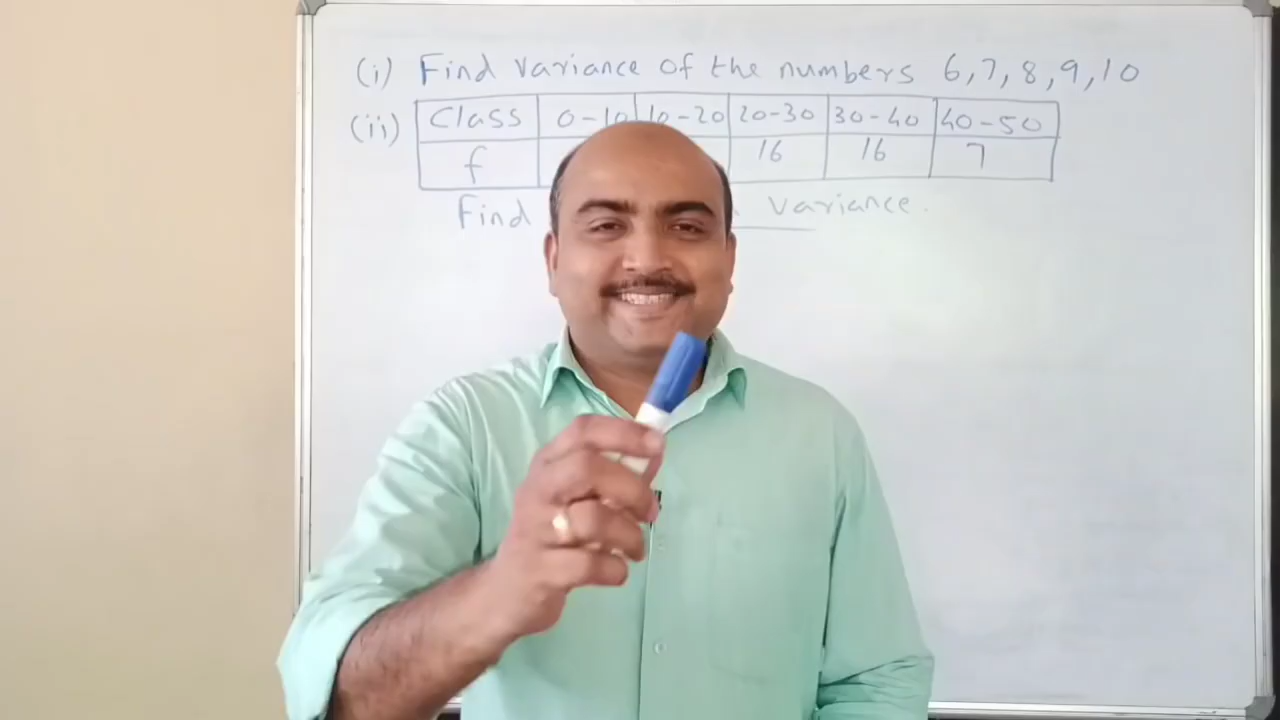 (i) Find variance of the numbers 6,7,8,9,10
(ii) Class 0-10 10-20 20-30 30-40 40-50
f 16 16 7
Find variance.